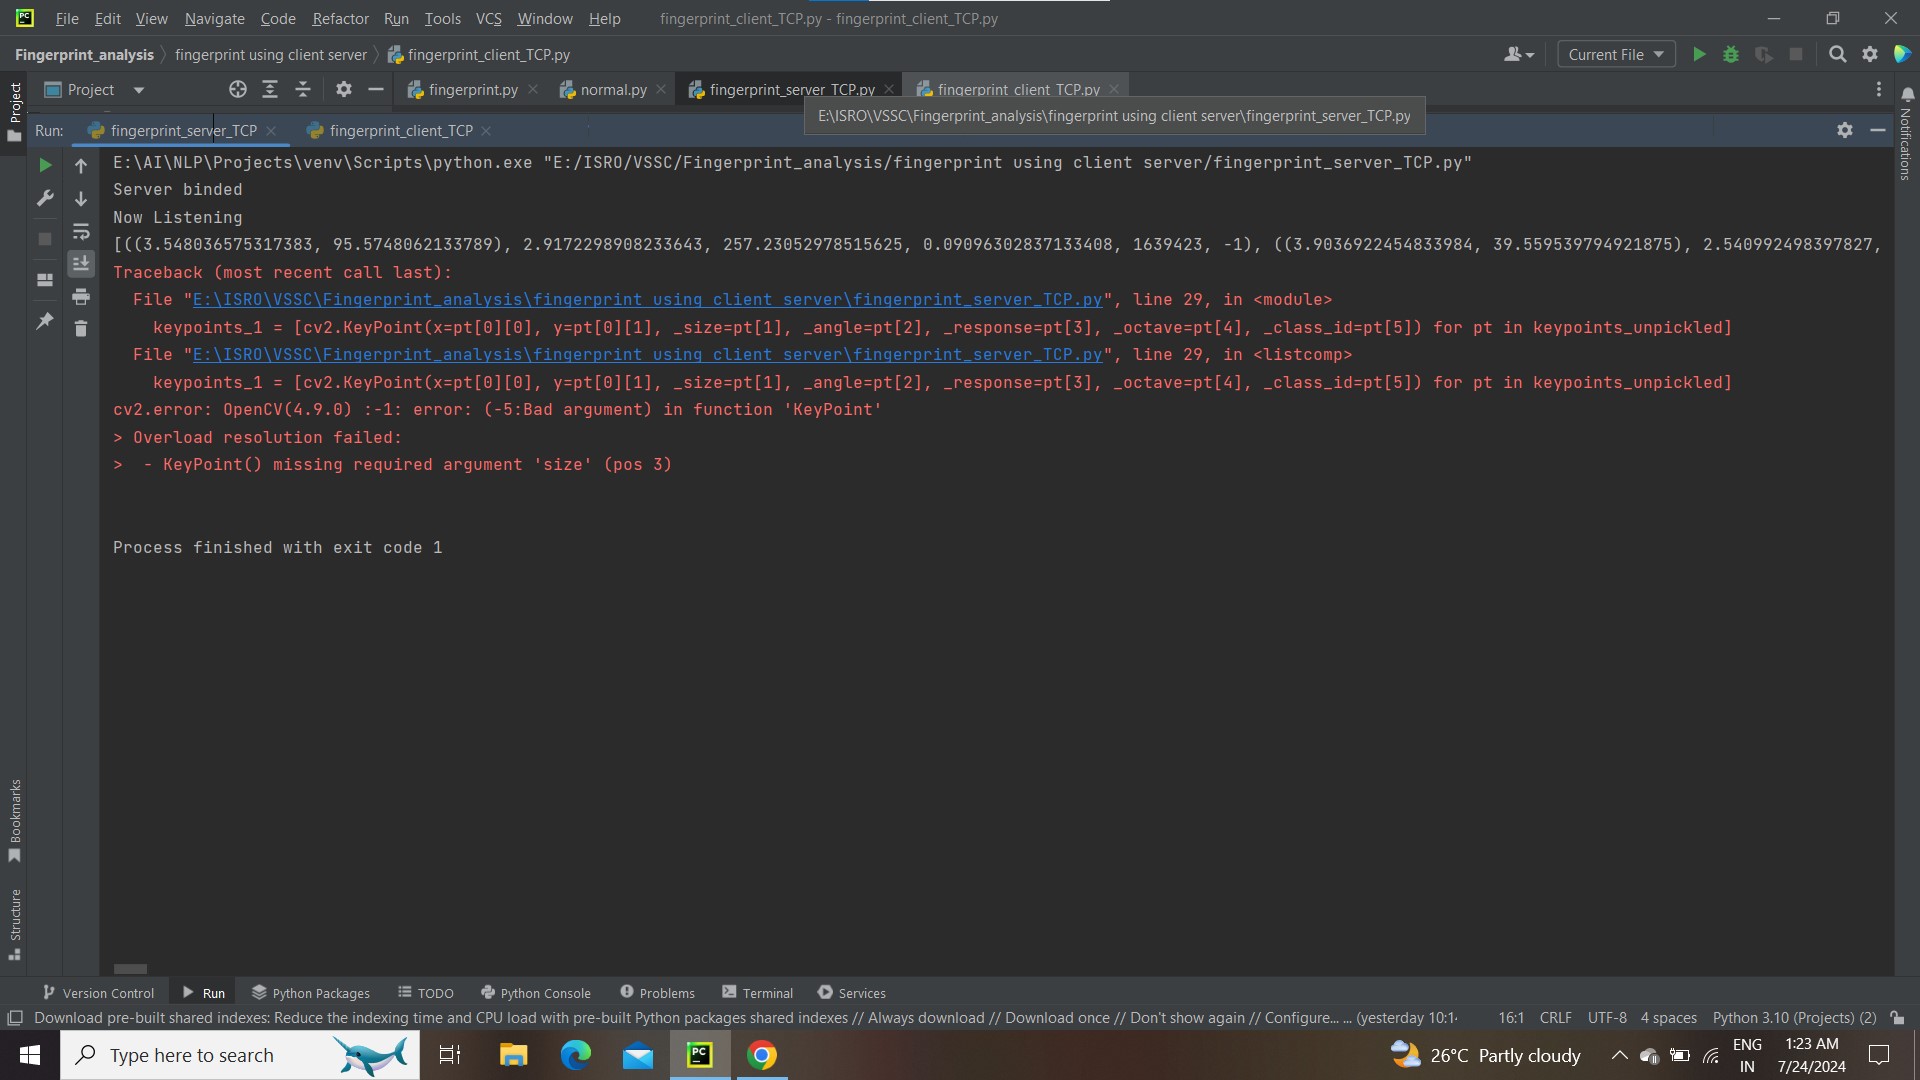 File Edit View Navigate Code Refactor Run Tools VCS Window Help fingerprint_client_TCP.py - fingerprint_client_TCP.py
Fingerprint_analysis fingerprint using client server fingerprint_client_TCP.py Current File
Project fingerprint.py normal.py fingerprint_server_TCP.py fingerprint_client_TCP.py
E:\ISRO\VSSC\Fingerprint_analysis\fingerprint using client server\fingerprint_server_TCP.py
Run: fingerprint_server_TCP fingerprint_client_TCP
E:\AI\NLP\Projects\venv\Scripts\python.exe "E:/ISRO/VSSC/Fingerprint_analysis/fingerprint using client server/fingerprint_server_TCP.py"
Server binded
Now Listening
[((3.548036575317383, 95.5748062133789), 2.9172298908233643, 257.23052978515625, 0.09096302837133408, 1639423, -1), ((3.9036922454833984, 39.559539794921875), 2.540992498397827,
Traceback (most recent call last):
File "E:\ISRO\VSSC\Fingerprint_analysis\fingerprint using client server\fingerprint_server_TCP.py", line 29, in <module>
keypoints_1 = [cv2.KeyPoint(x=pt[0][0], y=pt[0][1], _size=pt[1], _angle=pt[2], _response=pt[3], _octave=pt[4], _class_id=pt[5]) for pt in keypoints_unpickled]
File "E:\ISRO\VSSC\Fingerprint_analysis\fingerprint using client server\fingerprint_server_TCP.py", line 29, in <listcomp>
keypoints_1 = [cv2.KeyPoint(x=pt[0][0], y=pt[0][1], _size=pt[1], _angle=pt[2], _response=pt[3], _octave=pt[4], _class_id=pt[5]) for pt in keypoints_unpickled]
cv2.error: OpenCV(4.9.0) :-1: error: (-5:Bad argument) in function 'KeyPoint'
> Overload resolution failed:
>  - KeyPoint() missing required argument 'size' (pos 3)
Process finished with exit code 1
Project
Bookmarks
Structure
Notifications
Version Control Run Python Packages TODO Python Console Problems Terminal Services
Download pre-built shared indexes: Reduce the indexing time and CPU load with pre-built Python packages shared indexes // Always download // Download once // Don't show again // Configure... ... (yesterday 10:1 16:1 CRLF UTF-8 4 spaces Python 3.10 (Projects) (2)
Type here to search PC 26°C Partly cloudy ENG IN 1:23 AM 7/24/2024